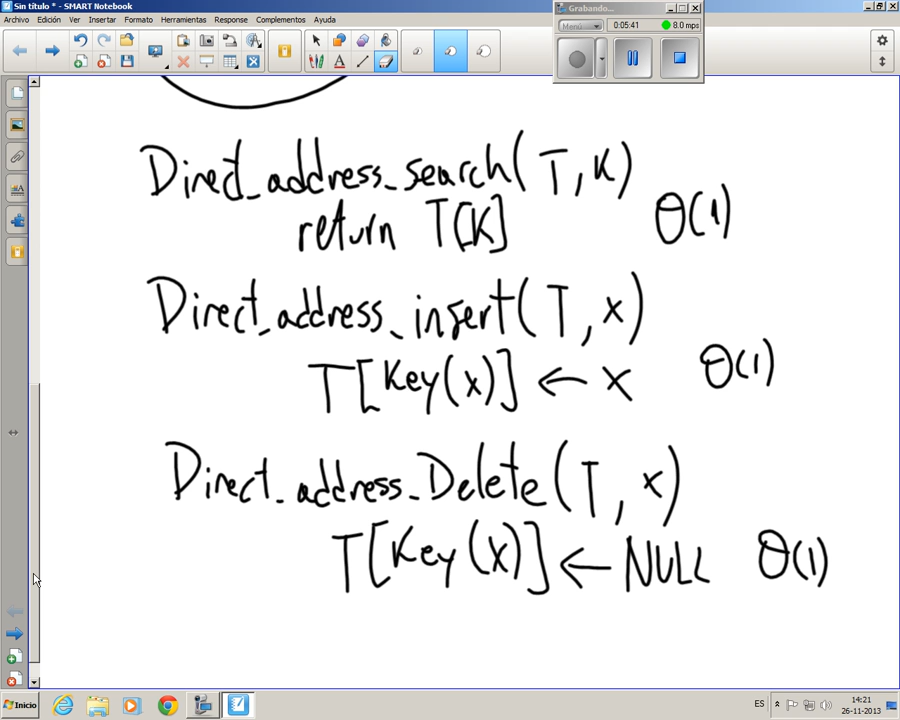 Sin título * - SMART Notebook
Grabando...
Archivo Edición Ver Insertar Formato Herramientas Response Complementos Ayuda
Menú 0:05:41 8.0 mps
Direct_address_search(T,K)
return T[K] Θ(1)
Direct_address_insert(T,x)
T[Key(x)] ← x Θ(1)
Direct_address_Delete(T,x)
T[Key(x)] ← NULL Θ(1)
Inicio ES 14:21
26-11-2013